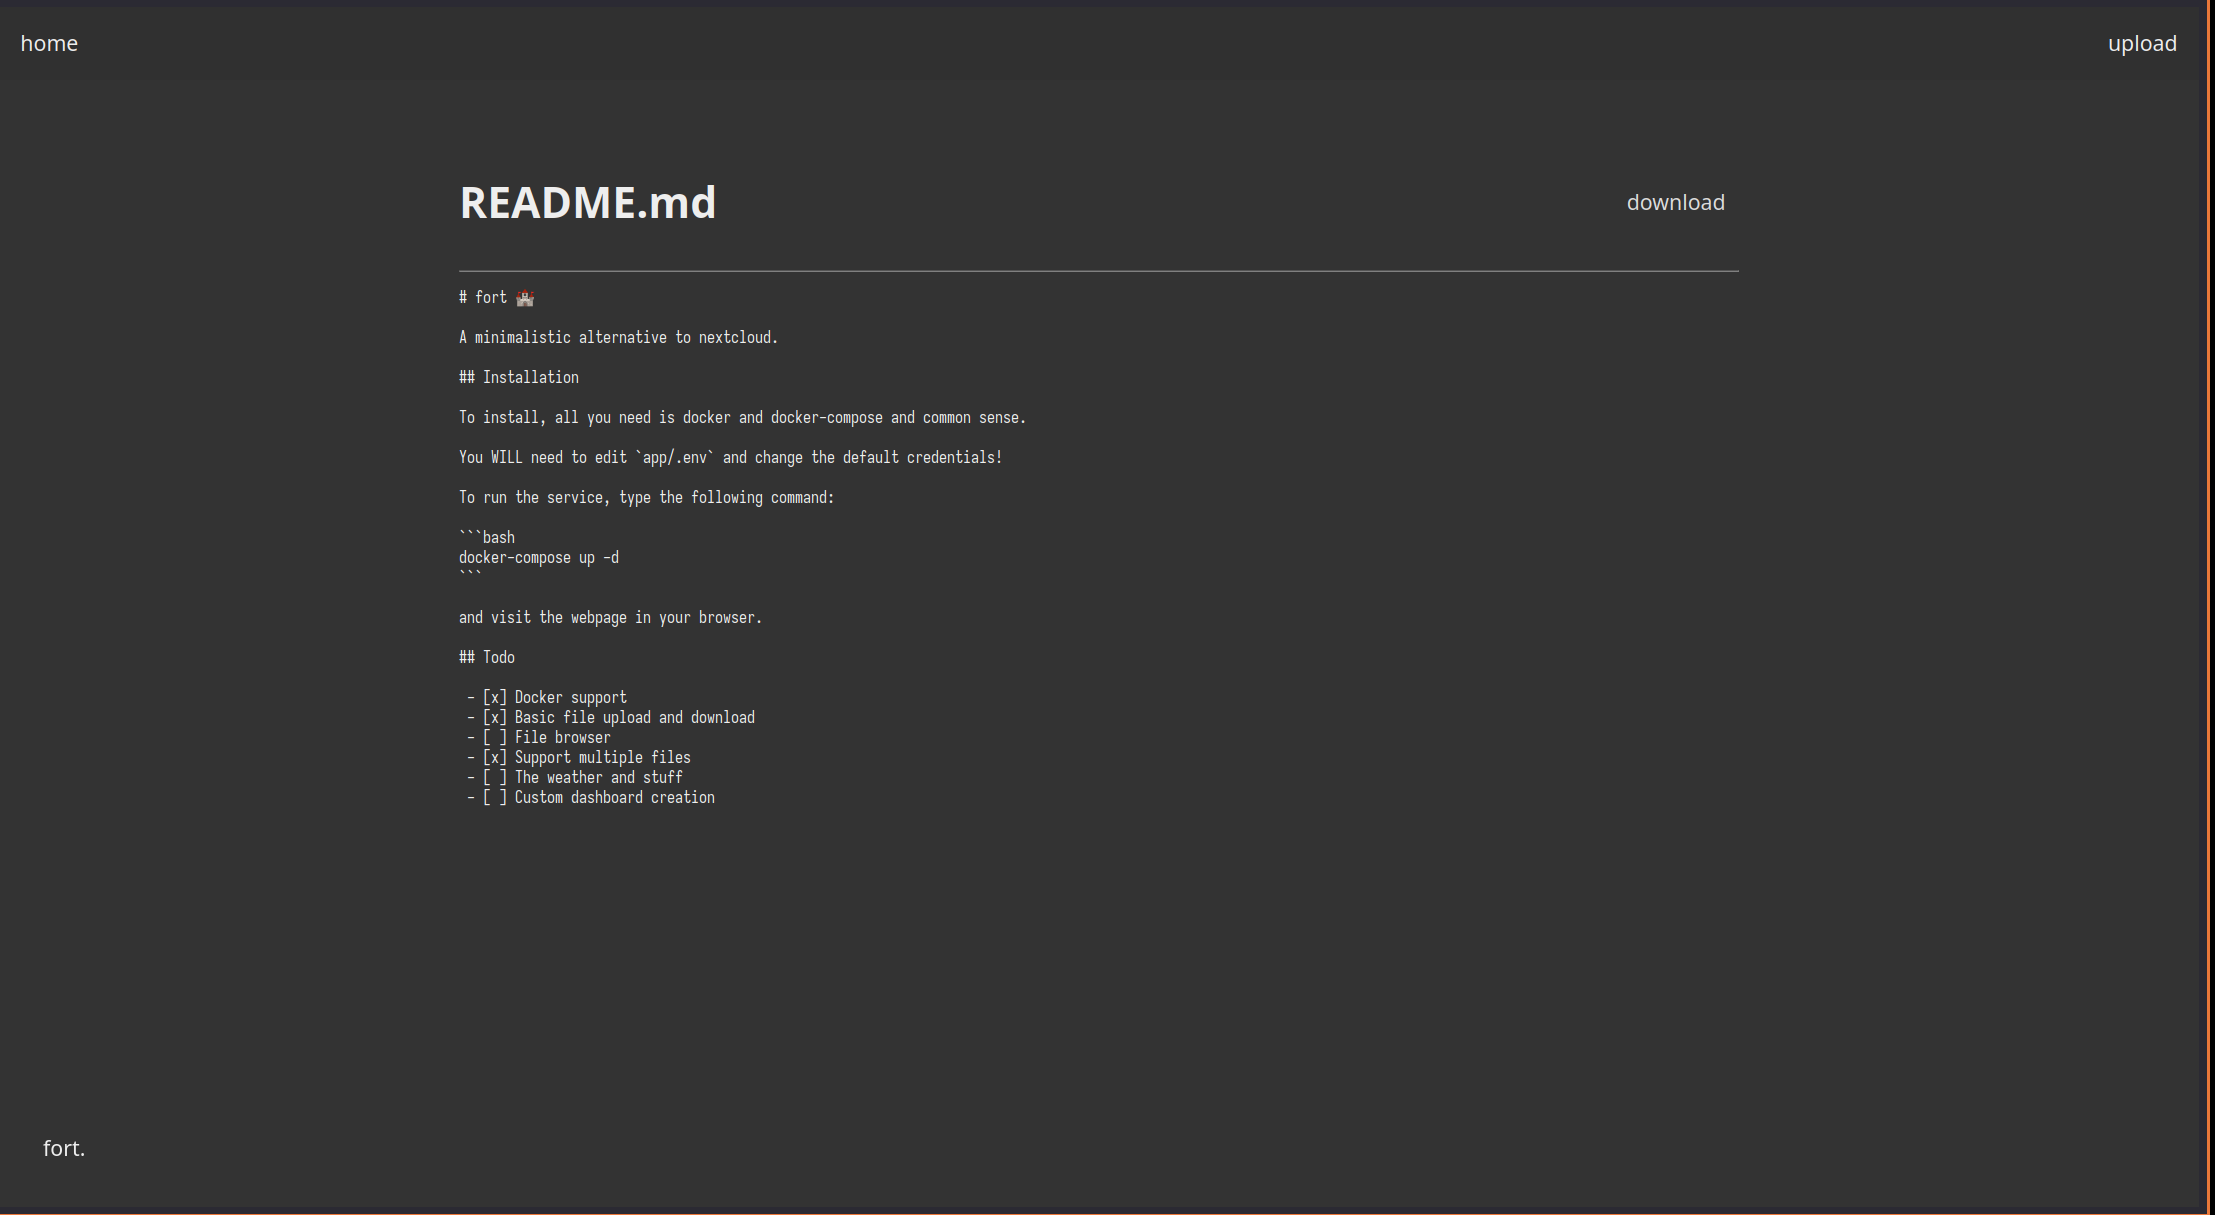 home
upload
README.md
download
# fort 🏰
A minimalistic alternative to nextcloud.
## Installation
To install, all you need is docker and docker-compose and common sense.
You WILL need to edit `app/.env` and change the default credentials!
To run the service, type the following command:
```bash
docker-compose up -d
```
and visit the webpage in your browser.
## Todo
- [x] Docker support
- [x] Basic file upload and download
- [ ] File browser
- [x] Support multiple files
- [ ] The weather and stuff
- [ ] Custom dashboard creation
fort.